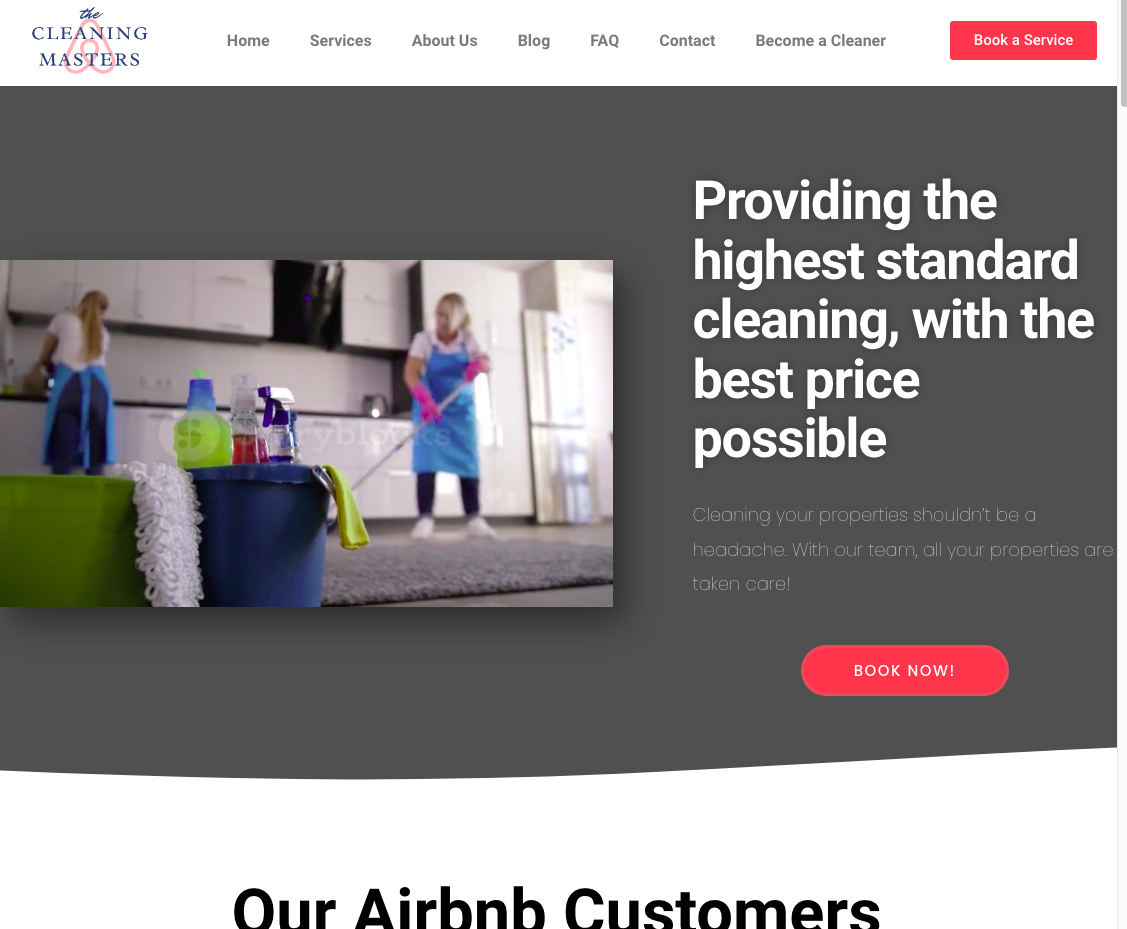 the
CLEANING
MASTERS
Home Services About Us Blog FAQ Contact Become a Cleaner Book a Service
Providing the
highest standard
cleaning, with the
best price
possible
Cleaning your properties shouldn't be a
headache. With our team, all your properties are
taken care!
BOOK NOW!
Our Airbnb Customers